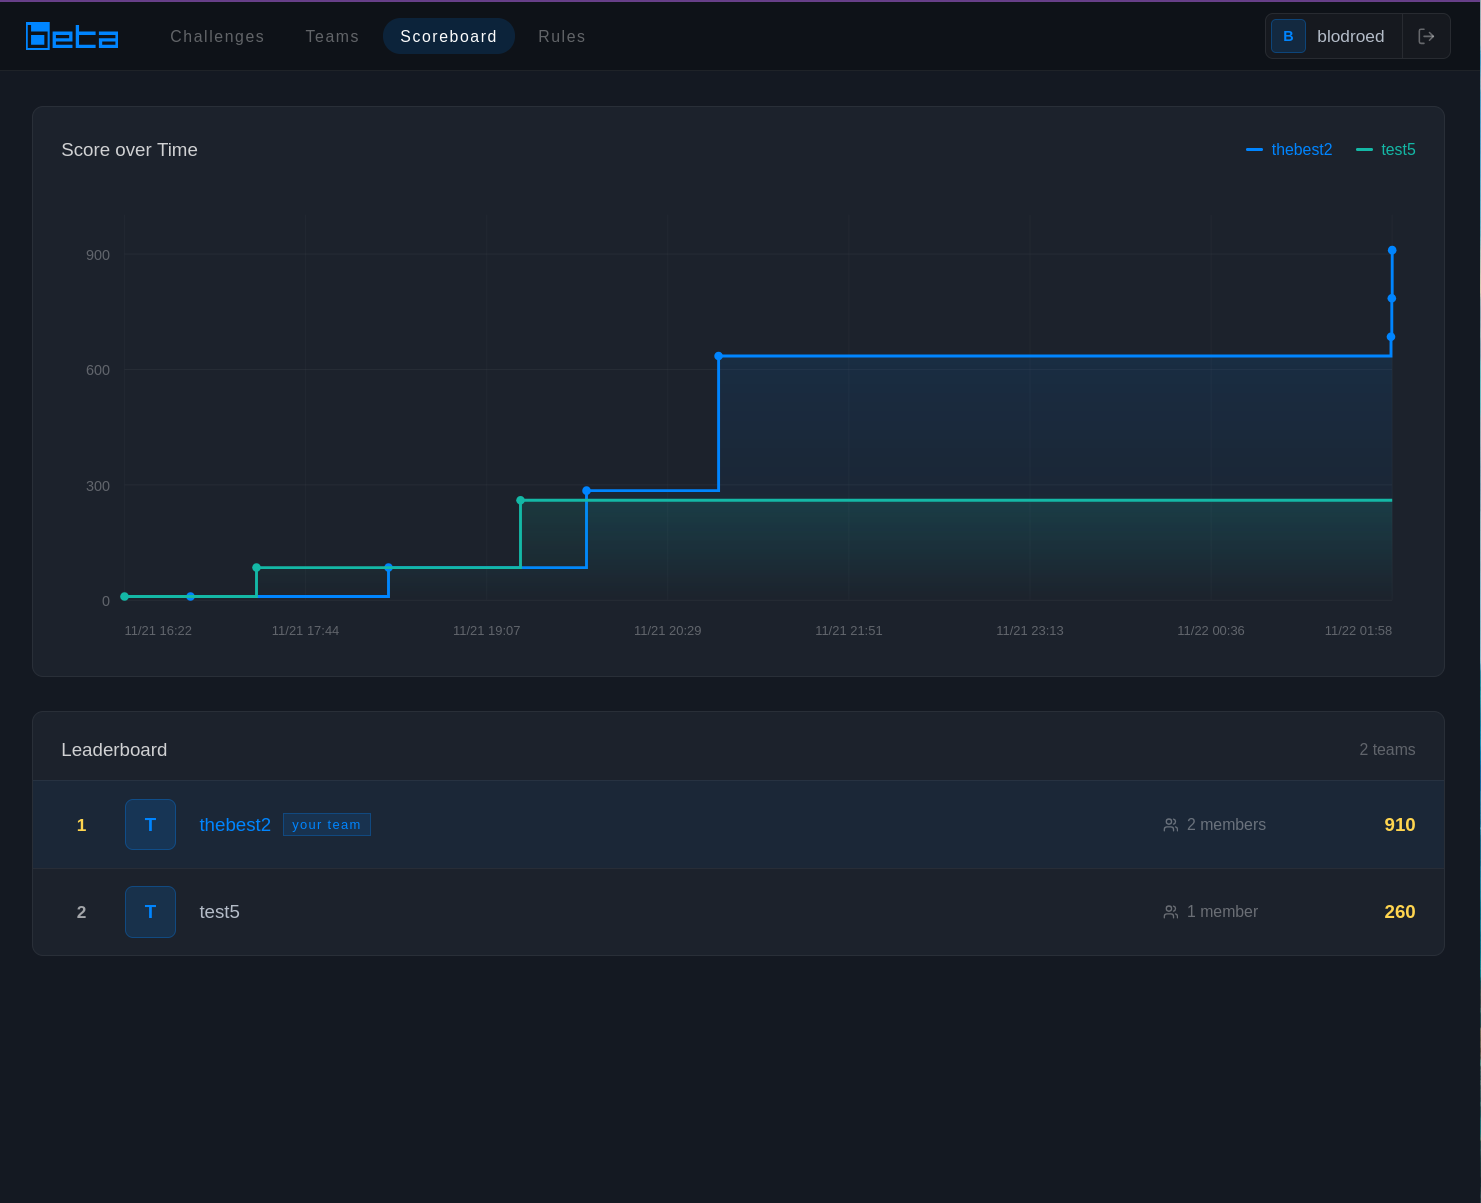 Beta
Challenges Teams Scoreboard Rules
B blodroed
Score over Time
thebest2 test5
900
600
300
0
11/21 16:22 11/21 17:44 11/21 19:07 11/21 20:29 11/21 21:51 11/21 23:13 11/22 00:36 11/22 01:58
Leaderboard 2 teams
1 T thebest2 your team 2 members 910
2 T test5 1 member 260